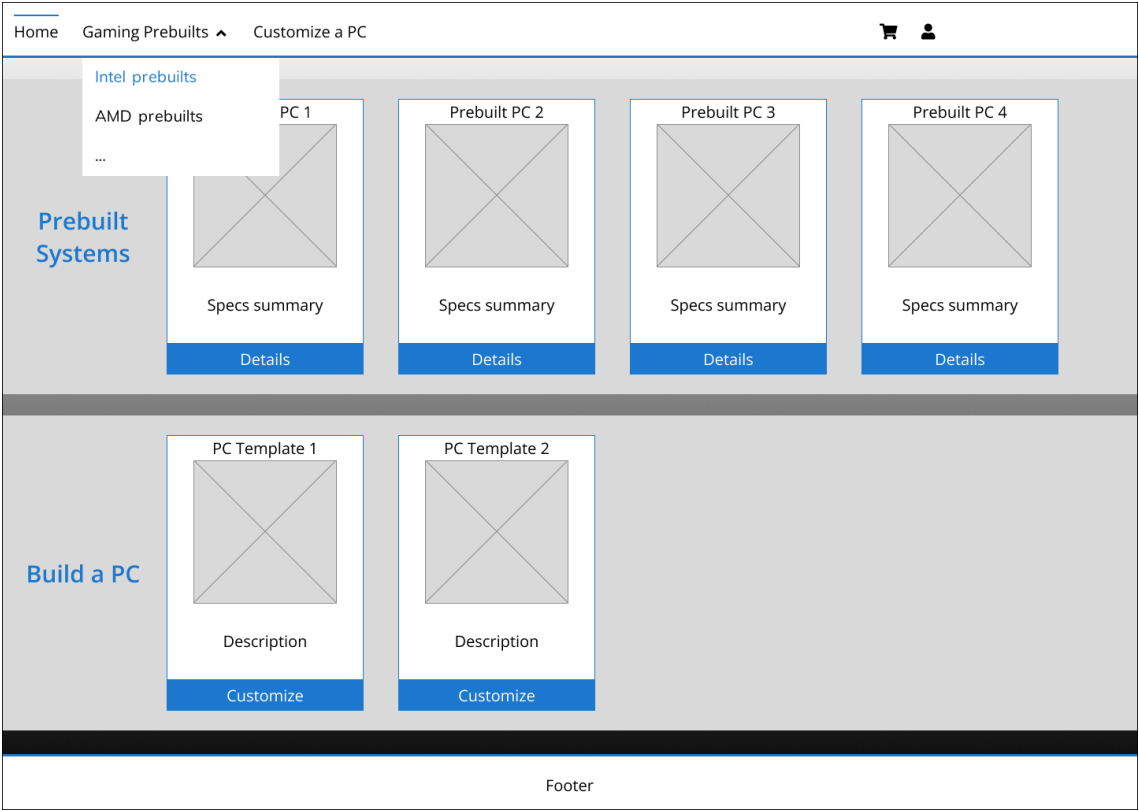 Home Gaming Prebuilts Customize a PC
Intel prebuilts
AMD prebuilts
...
Prebuilt Systems
PC 1
Specs summary
Details
Prebuilt PC 2
Specs summary
Details
Prebuilt PC 3
Specs summary
Details
Prebuilt PC 4
Specs summary
Details
Build a PC
PC Template 1
Description
Customize
PC Template 2
Description
Customize
Footer